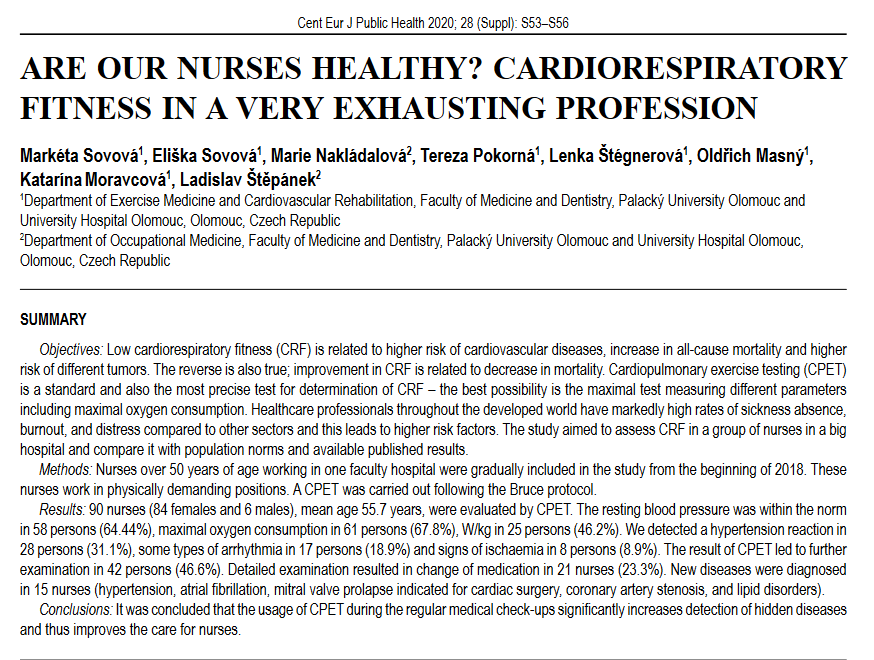 Cent Eur J Public Health 2020; 28 (Suppl): S53–S56
ARE OUR NURSES HEALTHY? CARDIORESPIRATORY
FITNESS IN A VERY EXHAUSTING PROFESSION
Markéta Sovová1, Eliška Sovová1, Marie Nakládalová2, Tereza Pokorná1, Lenka Štégnerová1, Oldřich Masný1,
Katarína Moravcová1, Ladislav Štěpánek2
1Department of Exercise Medicine and Cardiovascular Rehabilitation, Faculty of Medicine and Dentistry, Palacký University Olomouc and
University Hospital Olomouc, Olomouc, Czech Republic
2Department of Occupational Medicine, Faculty of Medicine and Dentistry, Palacký University Olomouc and University Hospital Olomouc,
Olomouc, Czech Republic
SUMMARY
Objectives: Low cardiorespiratory fitness (CRF) is related to higher risk of cardiovascular diseases, increase in all-cause mortality and higher
risk of different tumors. The reverse is also true; improvement in CRF is related to decrease in mortality. Cardiopulmonary exercise testing (CPET)
is a standard and also the most precise test for determination of CRF – the best possibility is the maximal test measuring different parameters
including maximal oxygen consumption. Healthcare professionals throughout the developed world have markedly high rates of sickness absence,
burnout, and distress compared to other sectors and this leads to higher risk factors. The study aimed to assess CRF in a group of nurses in a big
hospital and compare it with population norms and available published results.
Methods: Nurses over 50 years of age working in one faculty hospital were gradually included in the study from the beginning of 2018. These
nurses work in physically demanding positions. A CPET was carried out following the Bruce protocol.
Results: 90 nurses (84 females and 6 males), mean age 55.7 years, were evaluated by CPET. The resting blood pressure was within the norm
in 58 persons (64.44%), maximal oxygen consumption in 61 persons (67.8%), W/kg in 25 persons (46.2%). We detected a hypertension reaction in
28 persons (31.1%), some types of arrhythmia in 17 persons (18.9%) and signs of ischaemia in 8 persons (8.9%). The result of CPET led to further
examination in 42 persons (46.6%). Detailed examination resulted in change of medication in 21 nurses (23.3%). New diseases were diagnosed
in 15 nurses (hypertension, atrial fibrillation, mitral valve prolapse indicated for cardiac surgery, coronary artery stenosis, and lipid disorders).
Conclusions: It was concluded that the usage of CPET during the regular medical check-ups significantly increases detection of hidden diseases
and thus improves the care for nurses.